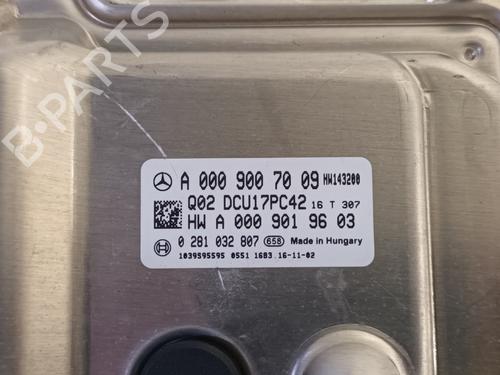 B-PARTS
A 000 900 70 09 HW143200
Q02 DCU17PC42 16 T 307
HW A 000 901 96 03
0 281 032 807 658 Made in Hungary
1039S95595 0551 1683.16-11-02